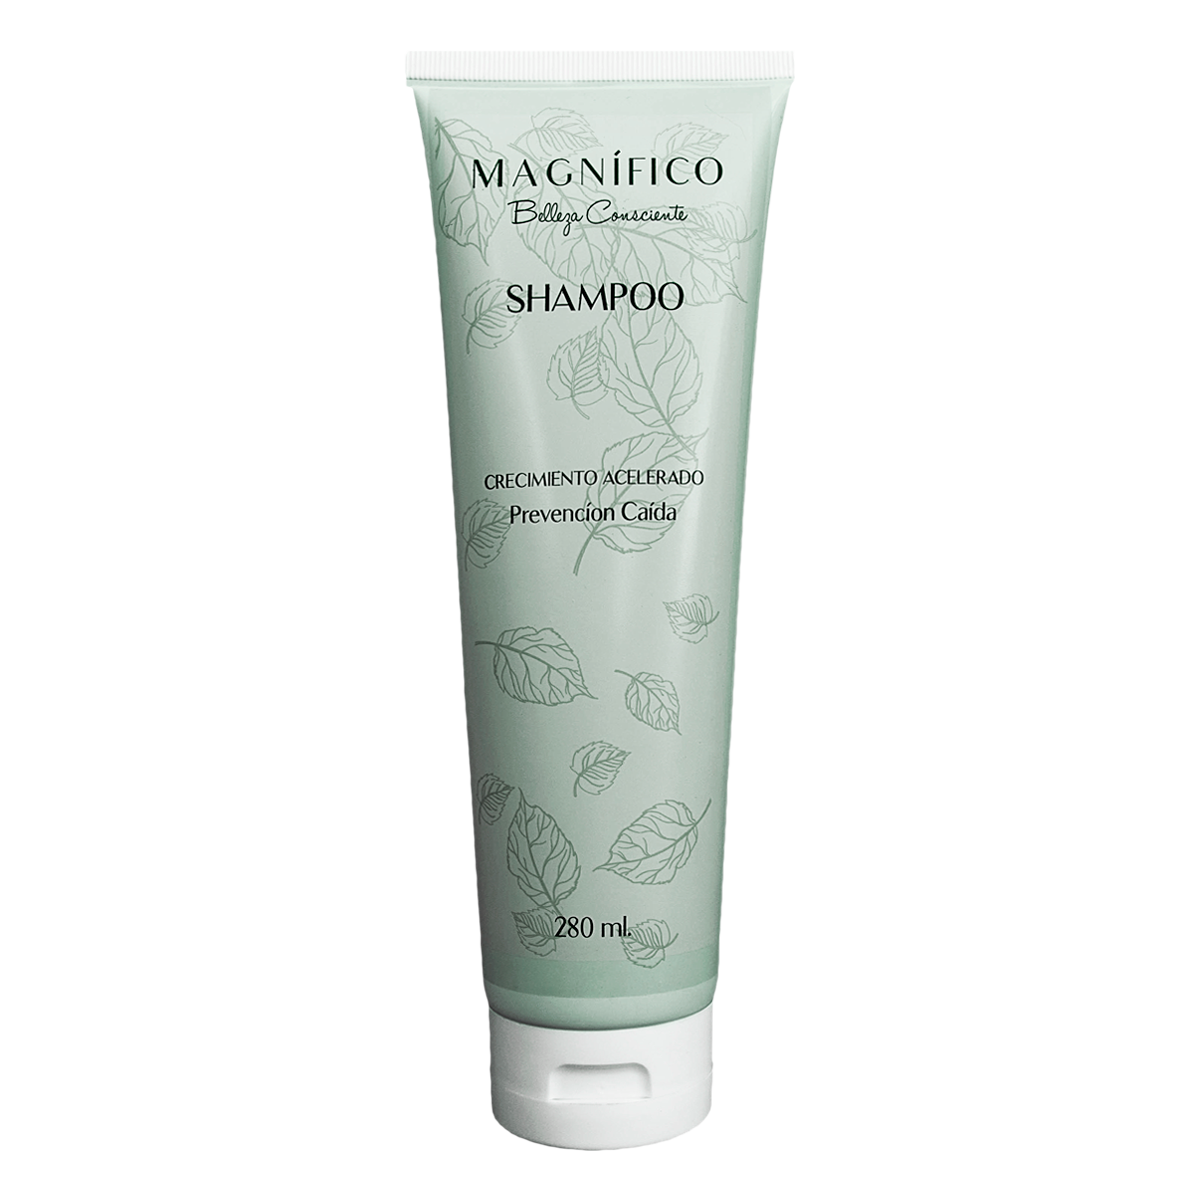 MAGNÍFICO
Belleza Consciente
SHAMPOO
CRECIMIENTO ACELERADO
Prevencíon Caída
280 ml.